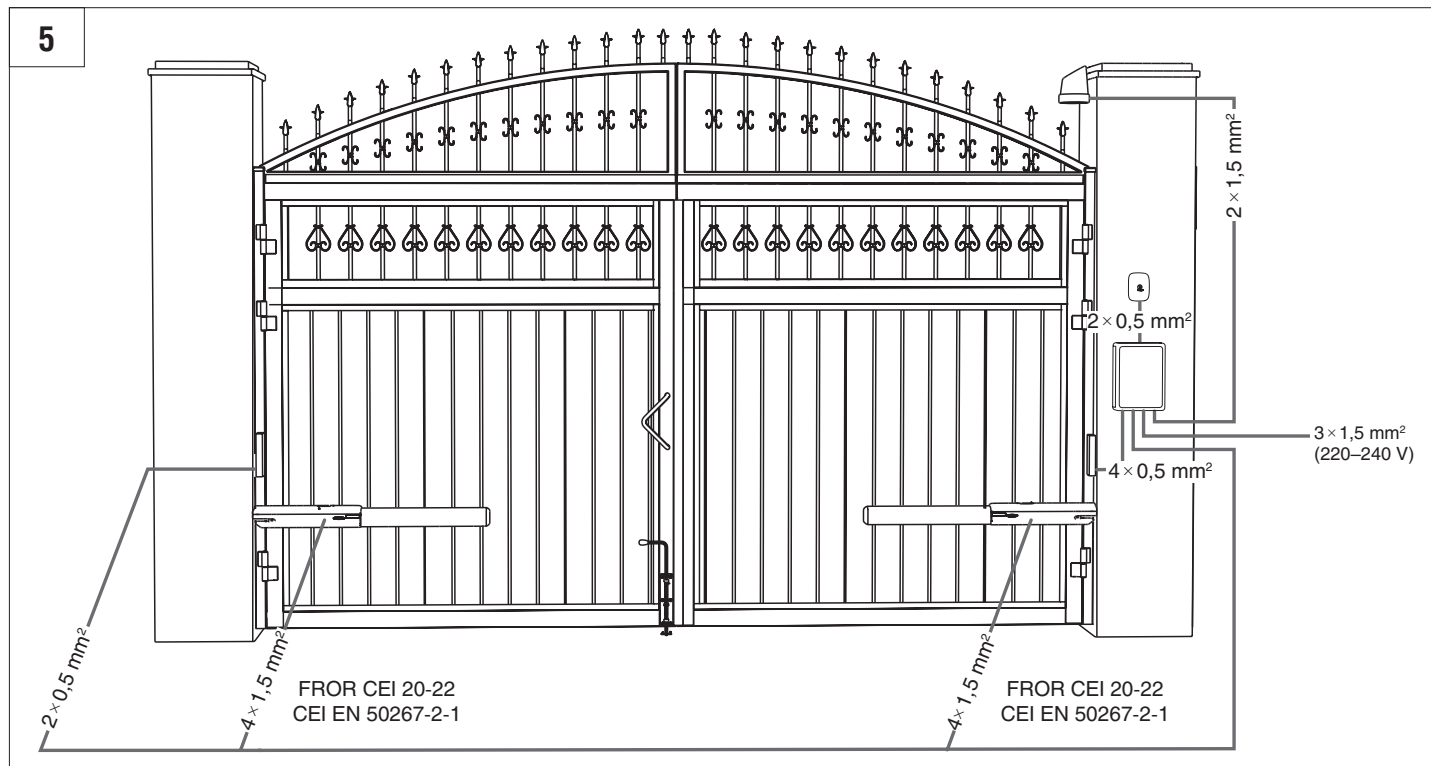 5
2×1,5 mm²
2×0,5 mm²
3×1,5 mm²
(220–240 V)
4×0,5 mm²
2×0,5 mm²
4×1,5 mm²
FROR CEI 20-22
CEI EN 50267-2-1
4×1,5 mm²
FROR CEI 20-22
CEI EN 50267-2-1